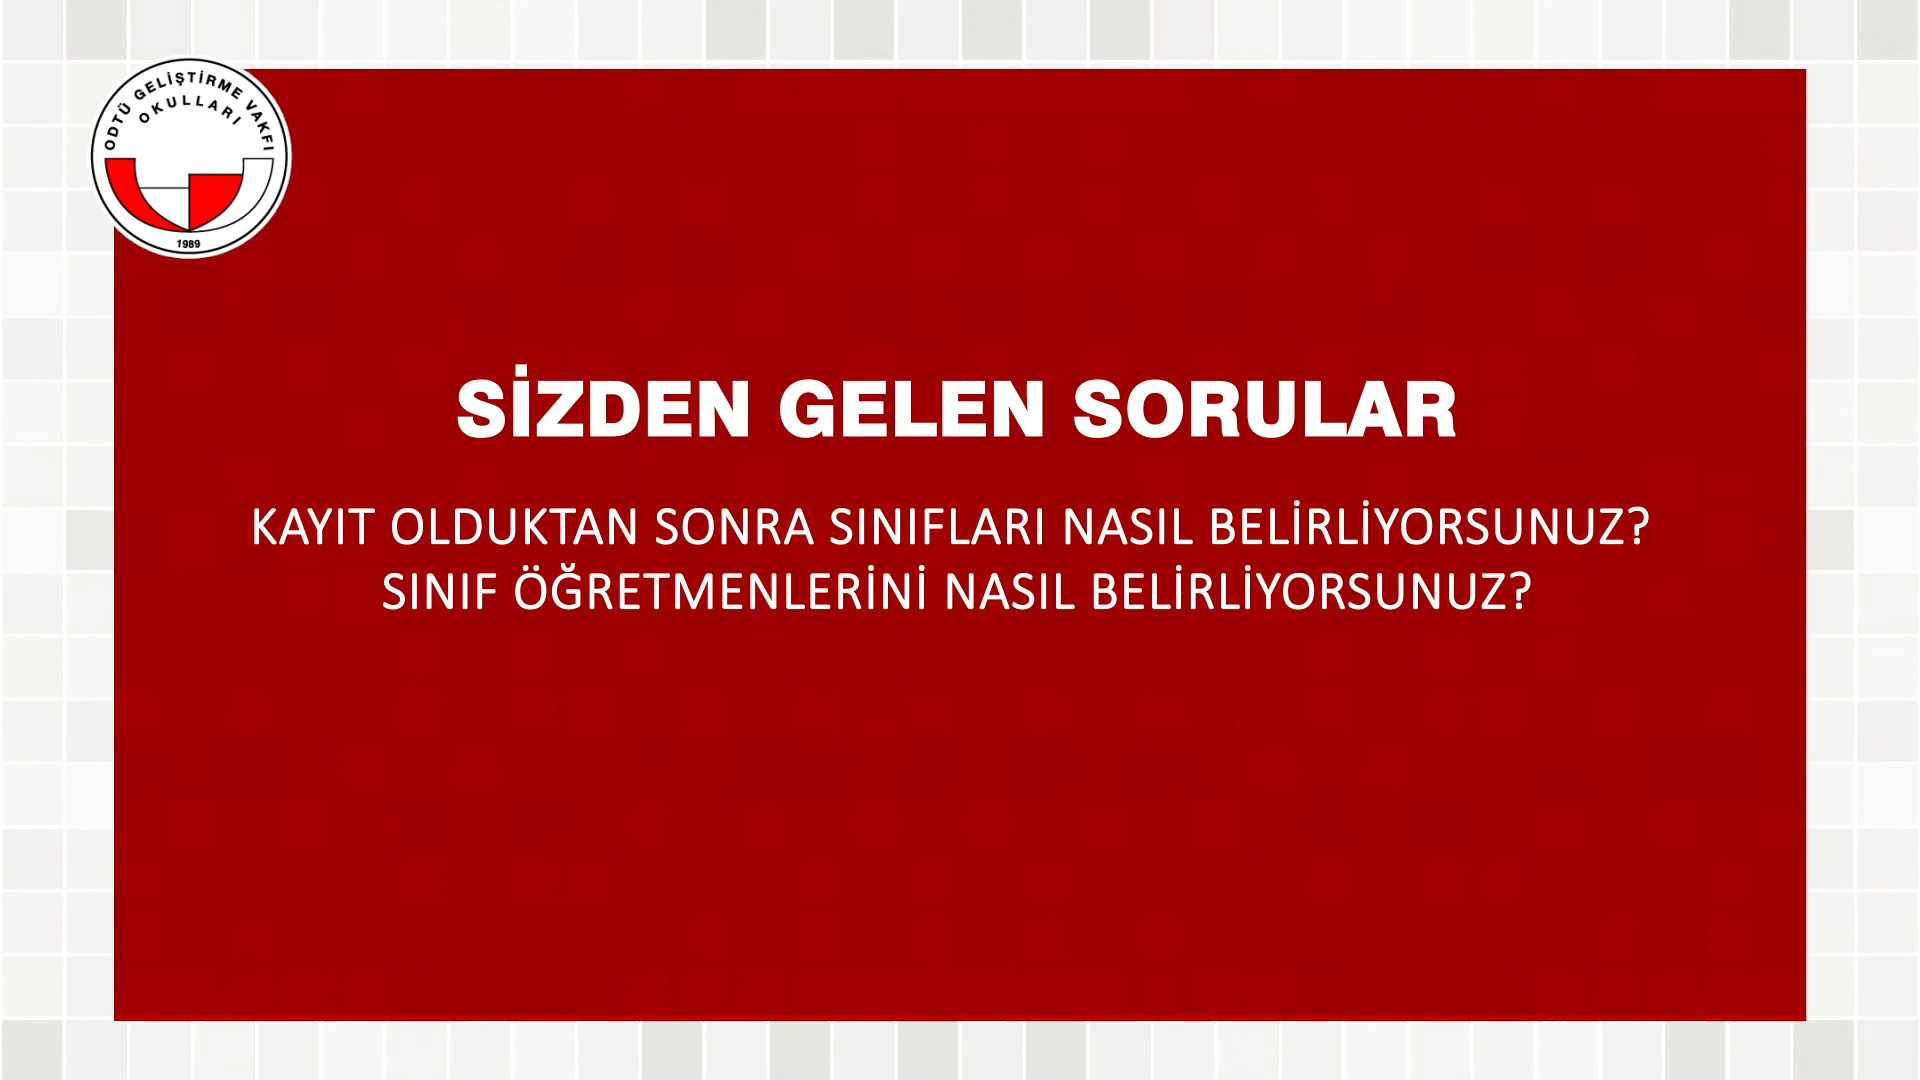 ODTÜ GELİŞTİRME VAKFI
OKULLARI
1989
SİZDEN GELEN SORULAR
KAYIT OLDUKTAN SONRA SINIFLARI NASIL BELİRLİYORSUNUZ?
SINIF ÖĞRETMENLERİNİ NASIL BELİRLİYORSUNUZ?